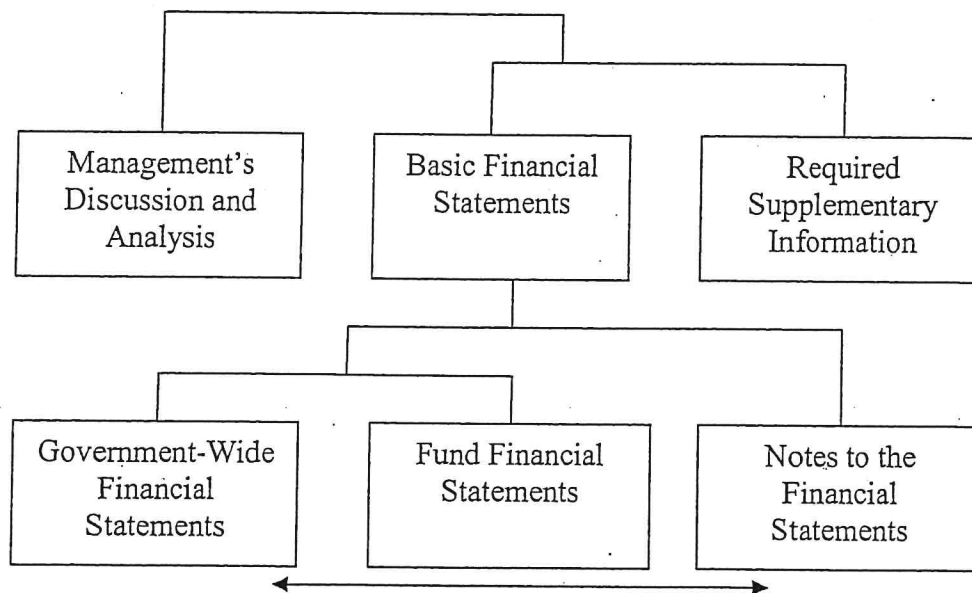 Management's
Discussion and
Analysis
Basic Financial
Statements
Required
Supplementary
Information
Government-Wide
Financial
Statements
Fund Financial
Statements
Notes to the
Financial
Statements